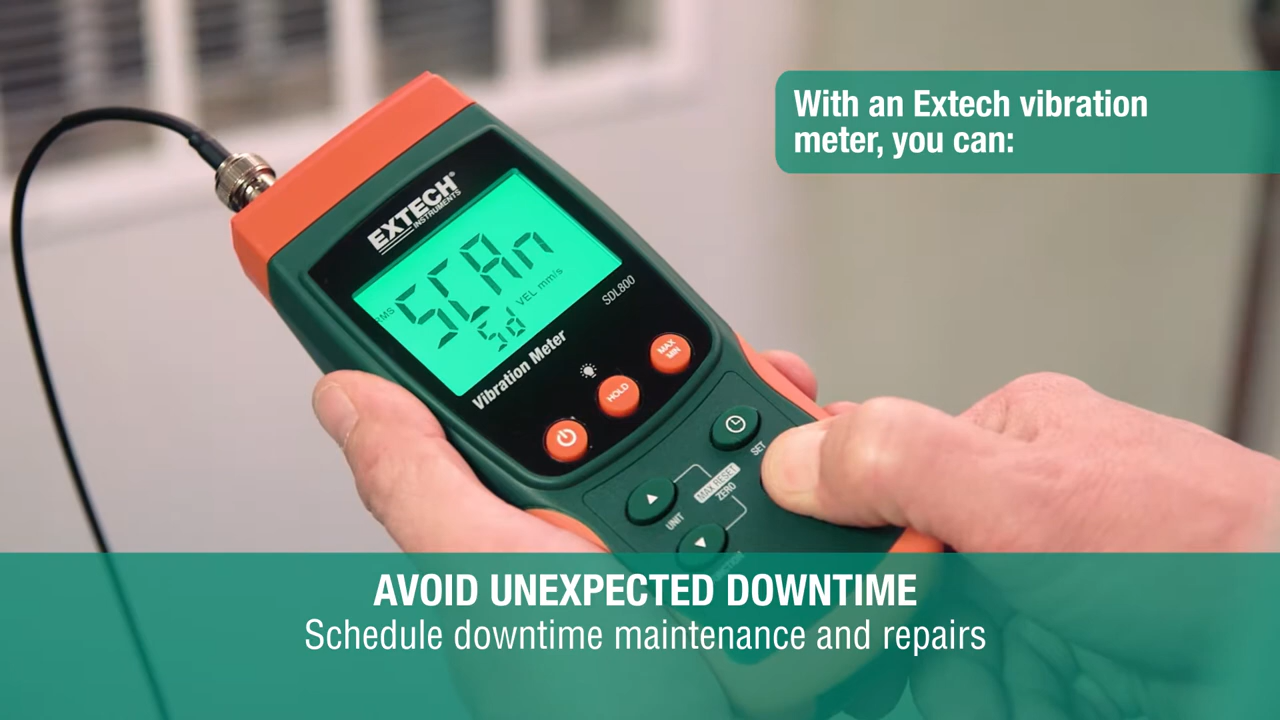 With an Extech vibration
meter, you can:
EXTECH®
INSTRUMENTS
SCAn
RMS
VEL mm/s
Sd
SDL800
Vibration Meter
MAX
MIN
HOLD
SET
MAX RESET
ZERO
UNIT
AVOID UNEXPECTED DOWNTIME
Schedule downtime maintenance and repairs